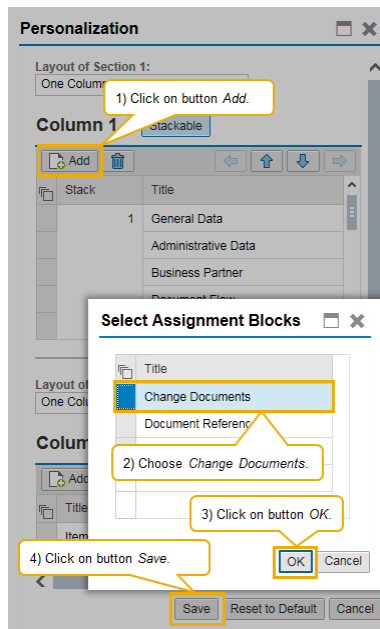 Personalization
Layout of Section 1:
One Column
1) Click on button Add.
Column 1
Stackable
Add
Stack Title
1 General Data
Administrative Data
Business Partner
Document Flow
Select Assignment Blocks
Title
Change Documents
Document Referenc
2) Choose Change Documents.
3) Click on button OK.
OK Cancel
Layout of
One Colu
Colum
Add
Title
Item
4) Click on button Save.
Save Reset to Default Cancel